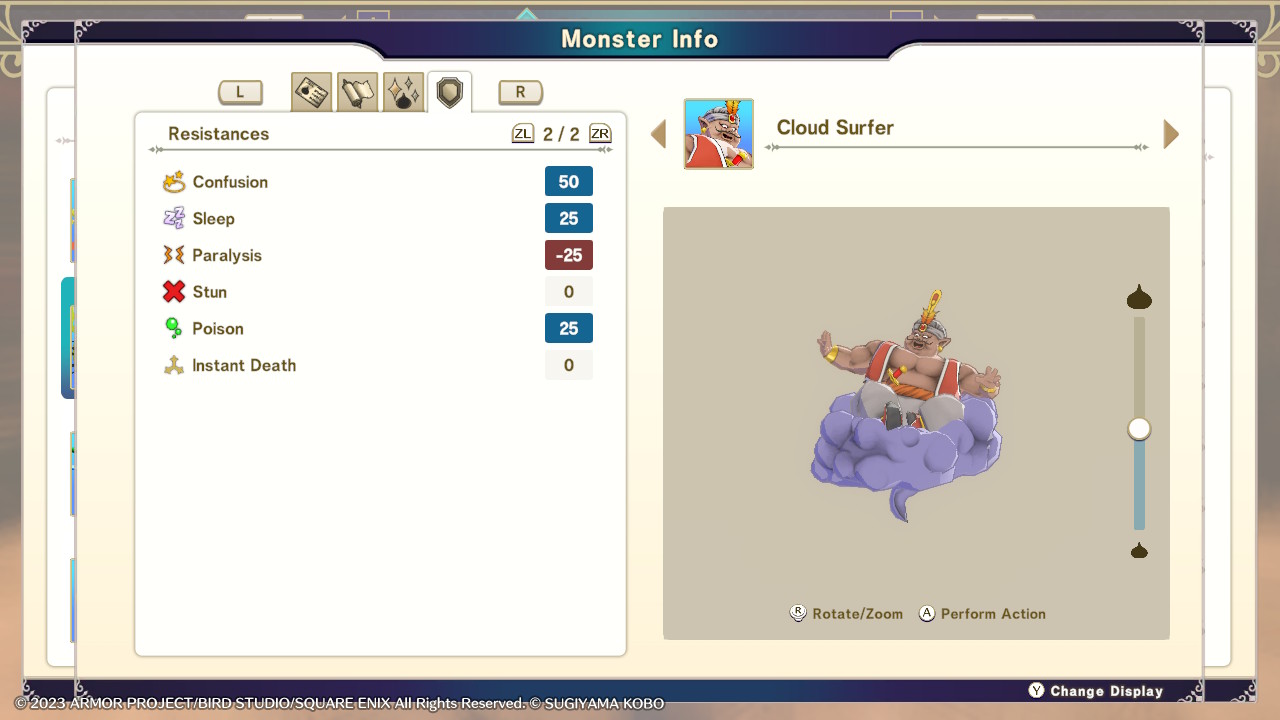 Monster Info
L
R
Resistances
ZL 2 / 2 ZR
Confusion 50
Sleep 25
Paralysis -25
Stun 0
Poison 25
Instant Death 0
Cloud Surfer
R Rotate/Zoom A Perform Action
Y Change Display
© 2023 ARMOR PROJECT/BIRD STUDIO/SQUARE ENIX All Rights Reserved. © SUGIYAMA KOBO